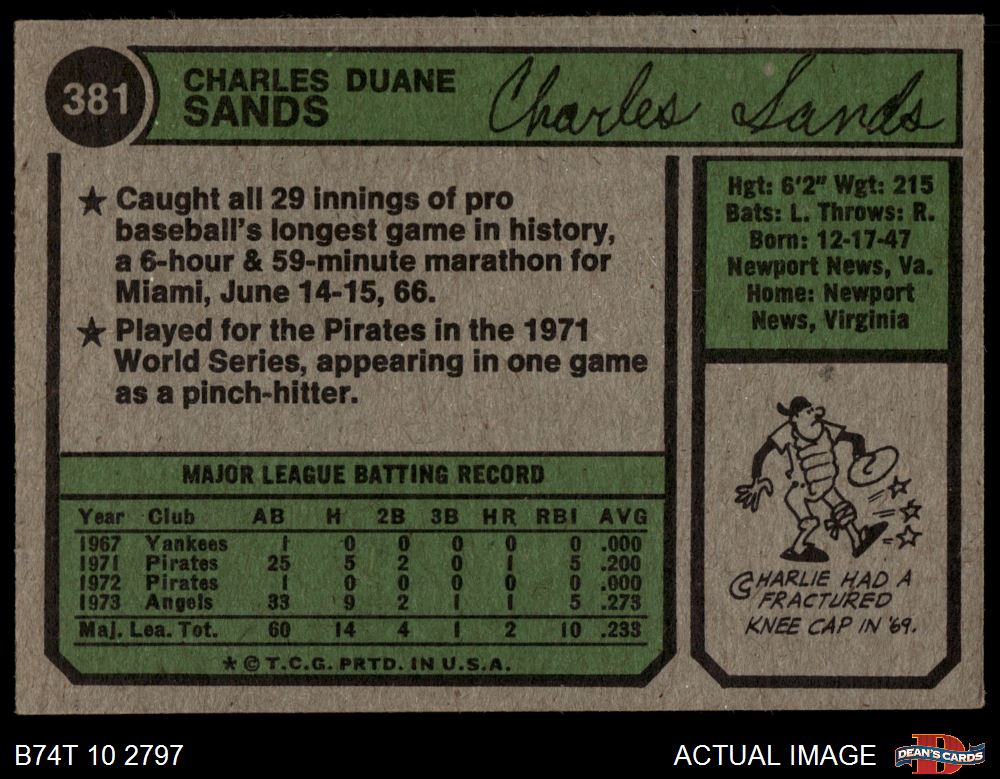 381
CHARLES DUANE
SANDS
Charles Sands
★ Caught all 29 innings of pro
baseball's longest game in history,
a 6-hour & 59-minute marathon for
Miami, June 14-15, 66.
★ Played for the Pirates in the 1971
World Series, appearing in one game
as a pinch-hitter.
Hgt: 6'2" Wgt: 215
Bats: L. Throws: R.
Born: 12-17-47
Newport News, Va.
Home: Newport
News, Virginia
MAJOR LEAGUE BATTING RECORD
Year Club AB H 2B 3B HR RBI AVG
1967 Yankees 1 0 0 0 0 0 .000
1971 Pirates 25 5 2 0 1 5 .200
1972 Pirates 1 0 0 0 0 0 .000
1973 Angels 33 9 2 1 1 5 .273
Maj. Lea. Tot. 60 14 4 1 2 10 .233
★ © T.C.G. PRTD. IN U.S.A.
CHARLIE HAD A
FRACTURED
KNEE CAP IN '69.
B74T 10 2797
ACTUAL IMAGE
DEAN'S CARDS